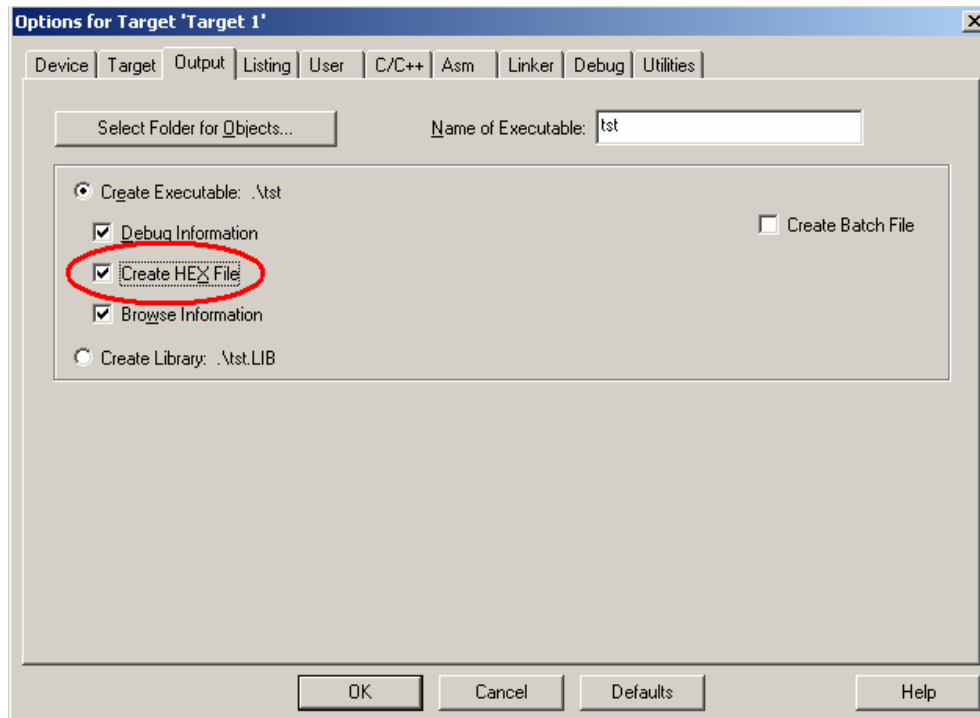 Options for Target 'Target 1'
Device Target Output Listing User C/C++ Asm Linker Debug Utilities
Select Folder for Objects... Name of Executable: tst
Create Executable: .\tst
Debug Information Create Batch File
Create HEX File
Browse Information
Create Library: .\tst.LIB
OK Cancel Defaults Help